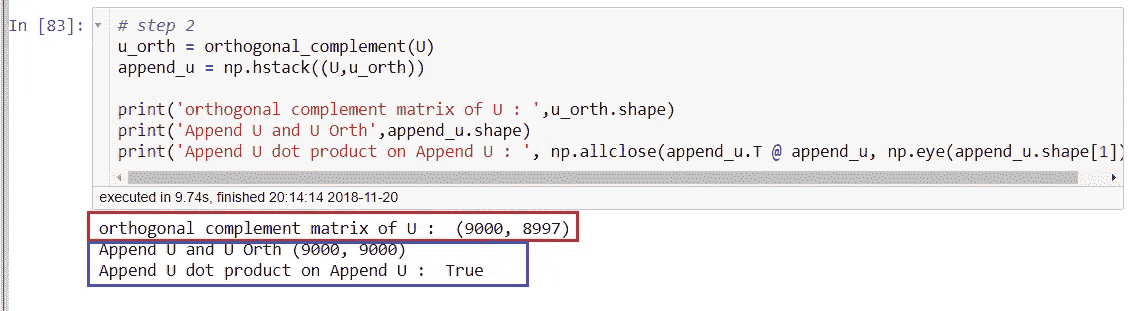 In [83]:
# step 2
u_orth = orthogonal_complement(U)
append_u = np.hstack((U,u_orth))
print('orthogonal complement matrix of U : ',u_orth.shape)
print('Append U and U Orth',append_u.shape)
print('Append U dot product on Append U : ', np.allclose(append_u.T @ append_u, np.eye(append_u.shape[1])
executed in 9.74s, finished 20:14:14 2018-11-20
orthogonal complement matrix of U :  (9000, 8997)
Append U and U Orth (9000, 9000)
Append U dot product on Append U :  True